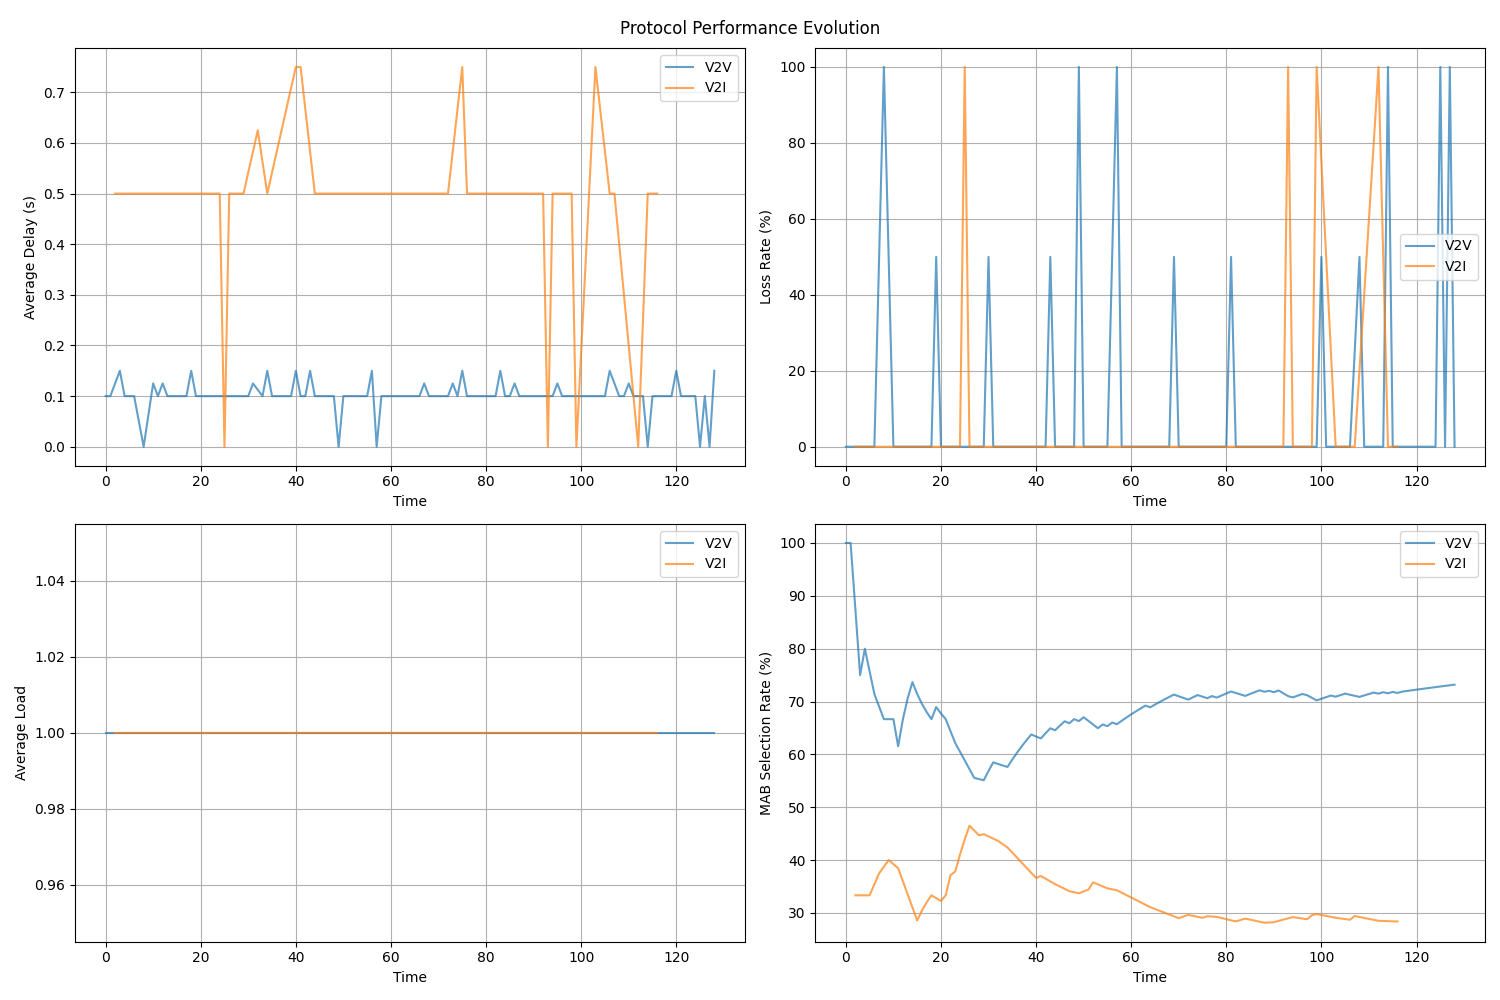 Protocol Performance Evolution
Average Delay (s)
0.7
0.6
0.5
0.4
0.3
0.2
0.1
0.0
V2V
V2I
0 20 40 60 80 100 120
Time
Loss Rate (%)
100
80
60
40
20
0
V2V
V2I
0 20 40 60 80 100 120
Time
Average Load
1.04
1.02
1.00
0.98
0.96
V2V
V2I
0 20 40 60 80 100 120
Time
MAB Selection Rate (%)
100
90
80
70
60
50
40
30
V2V
V2I
0 20 40 60 80 100 120
Time